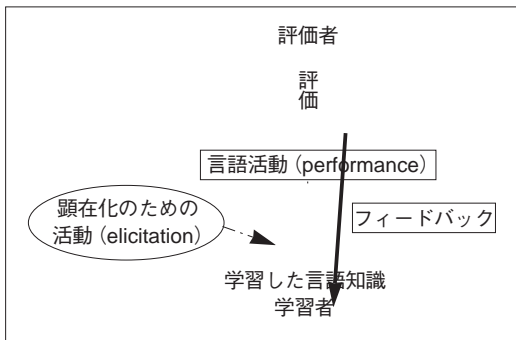 評価者
評
価
言語活動（performance）
顕在化のための
活動（elicitation）
フィードバック
学習した言語知識
学習者